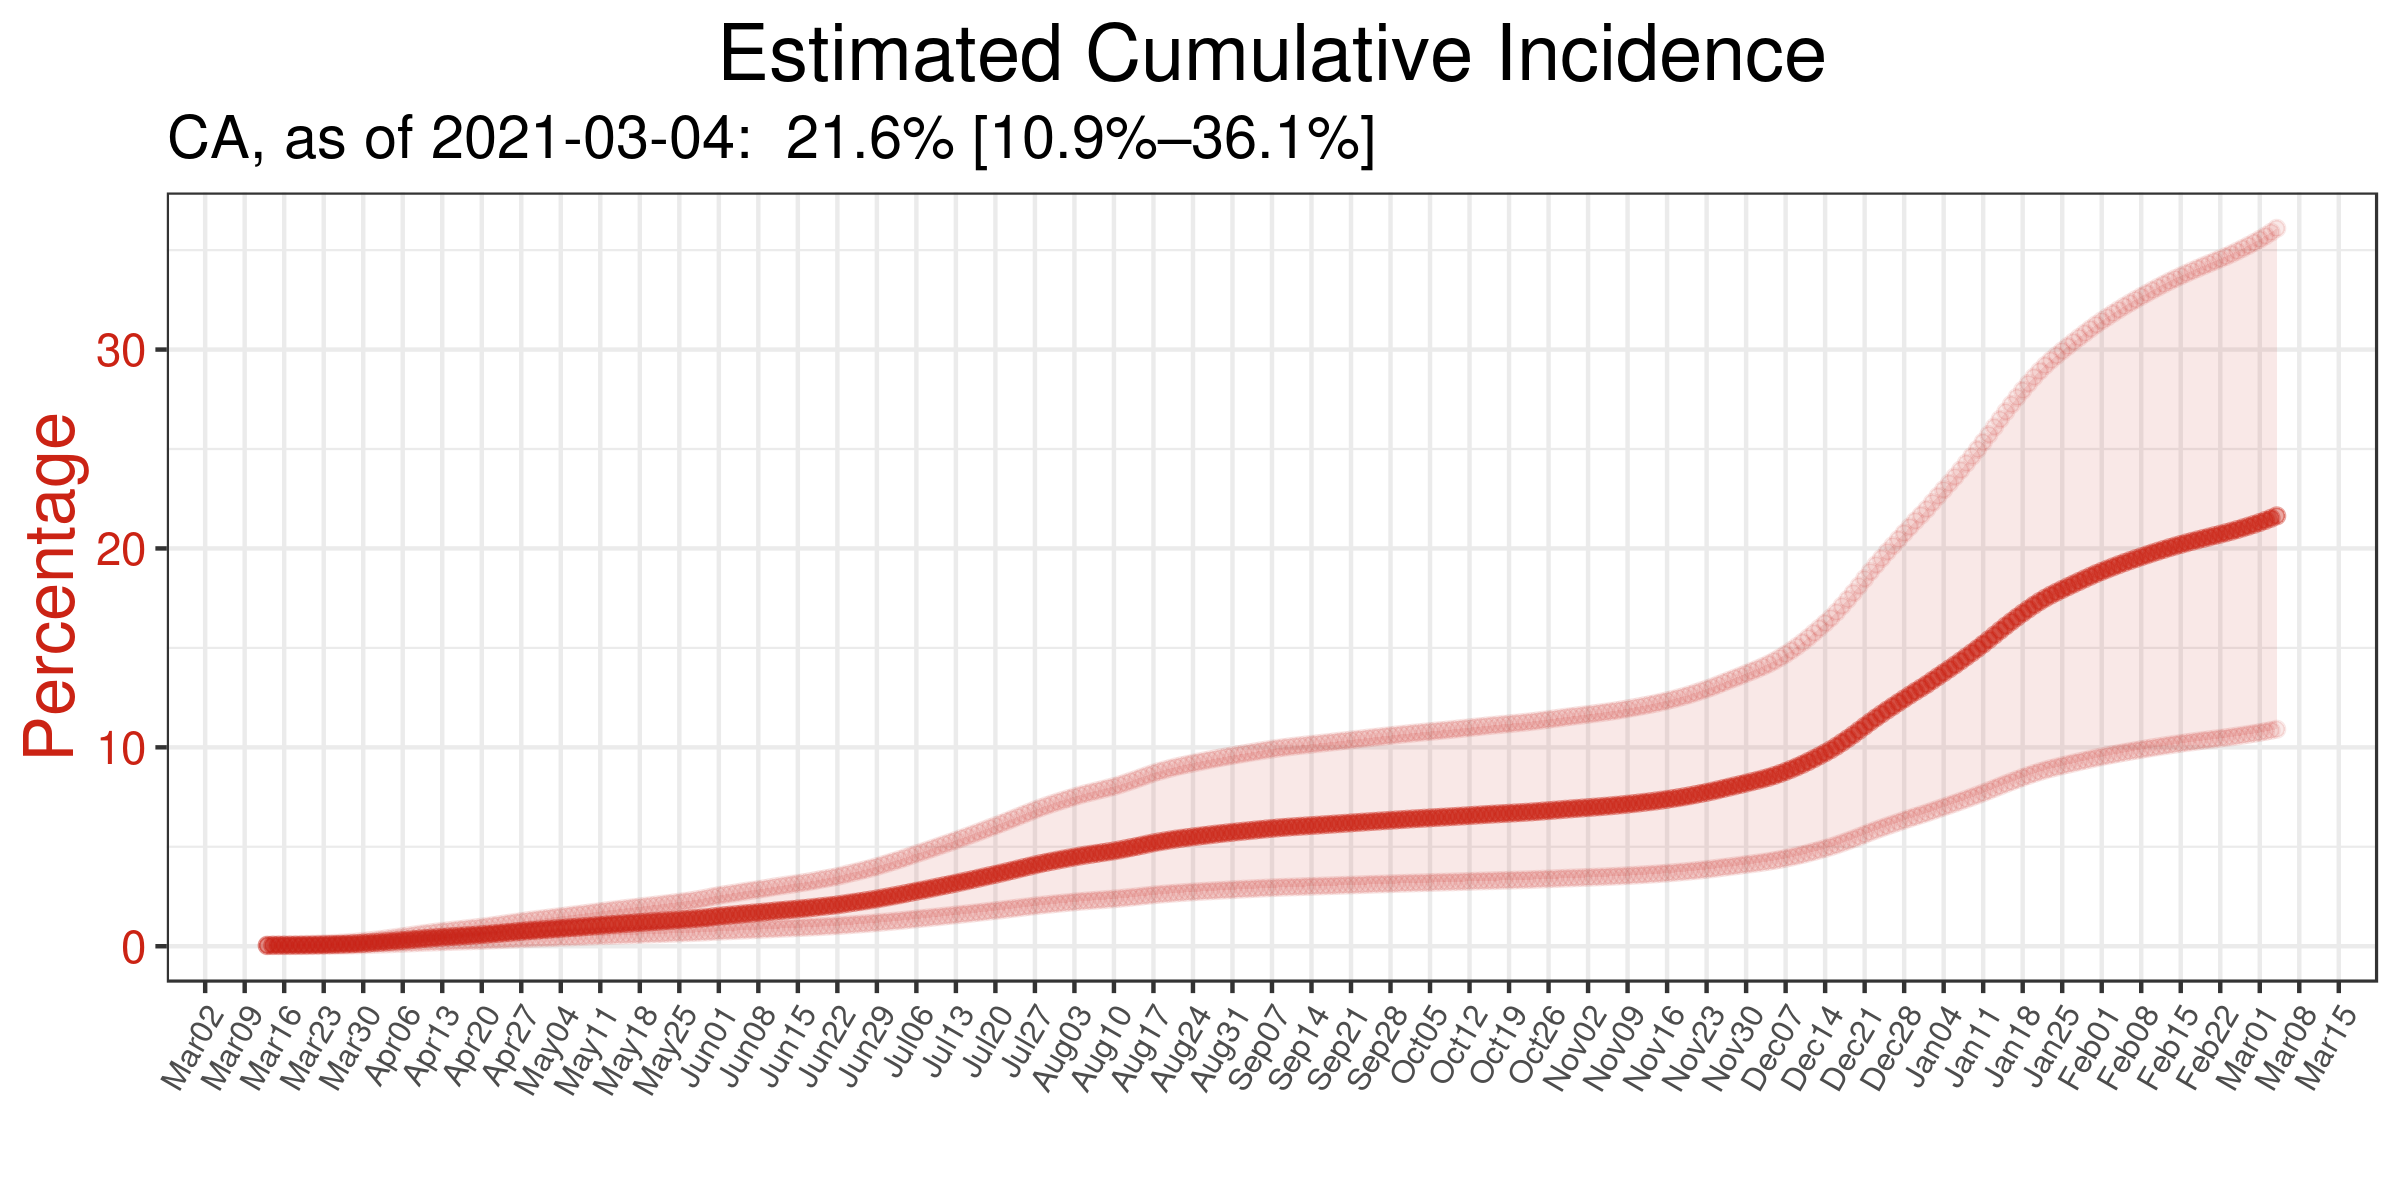 Estimated Cumulative Incidence
CA, as of 2021-03-04:  21.6% [10.9%–36.1%]
Percentage
30
20
10
0
Mar02
Mar09
Mar16
Mar23
Mar30
Apr06
Apr13
Apr20
Apr27
May04
May11
May18
May25
Jun01
Jun08
Jun15
Jun22
Jun29
Jul06
Jul13
Jul20
Jul27
Aug03
Aug10
Aug17
Aug24
Aug31
Sep07
Sep14
Sep21
Sep28
Oct05
Oct12
Oct19
Oct26
Nov02
Nov09
Nov16
Nov23
Nov30
Dec07
Dec14
Dec21
Dec28
Jan04
Jan11
Jan18
Jan25
Feb01
Feb08
Feb15
Feb22
Mar01
Mar08
Mar15